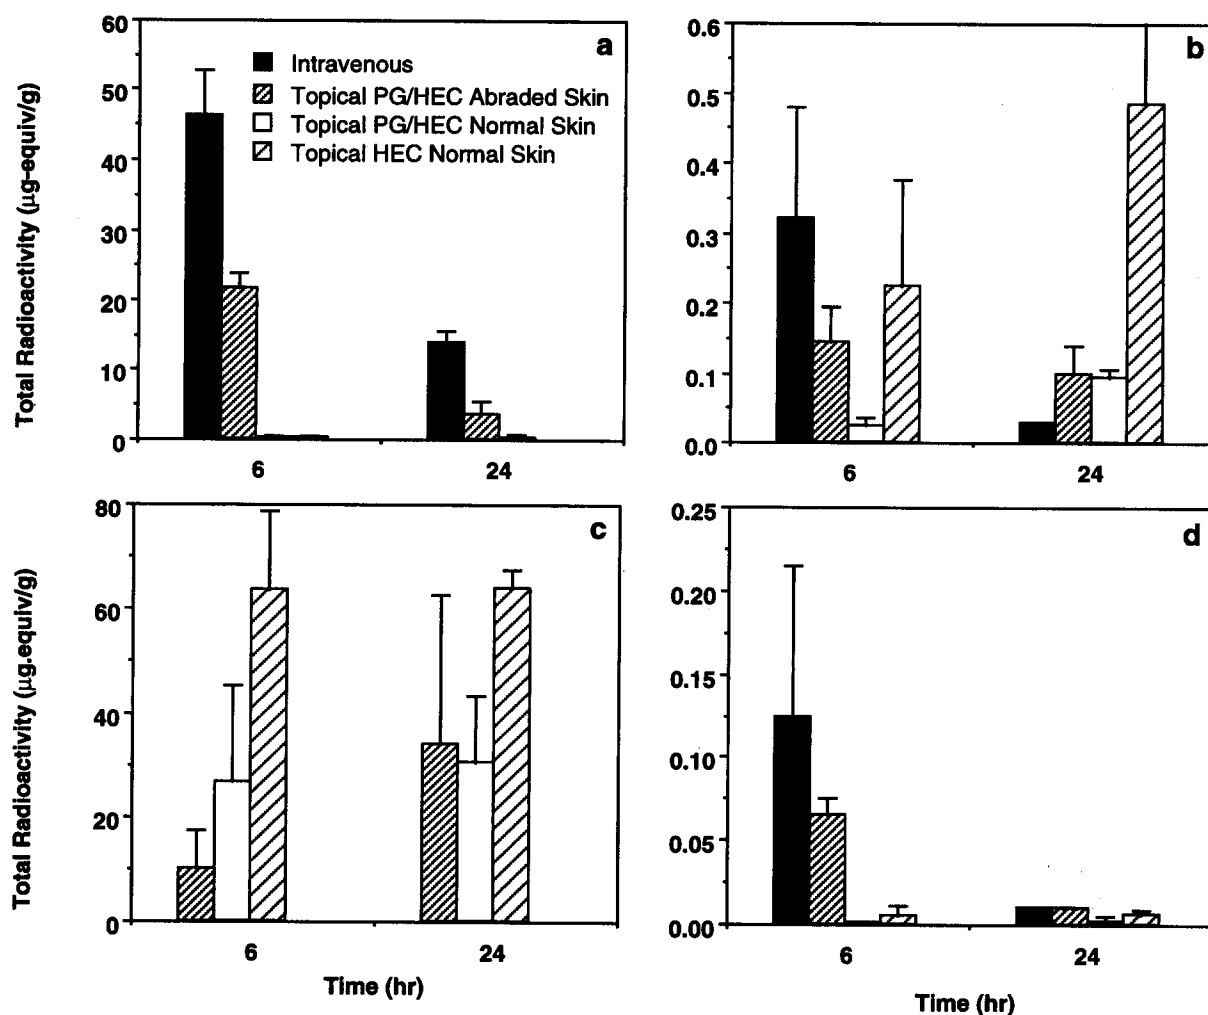 a
Total Radioactivity (µg-equiv/g)
60
50
40
30
20
10
0
Intravenous
Topical PG/HEC Abraded Skin
Topical PG/HEC Normal Skin
Topical HEC Normal Skin
6
24
b
0.6
0.5
0.4
0.3
0.2
0.1
0.0
6
24
c
Total Radioactivity (µg.equiv/g)
80
60
40
20
0
6
24
Time (hr)
d
0.25
0.20
0.15
0.10
0.05
0.00
6
24
Time (hr)